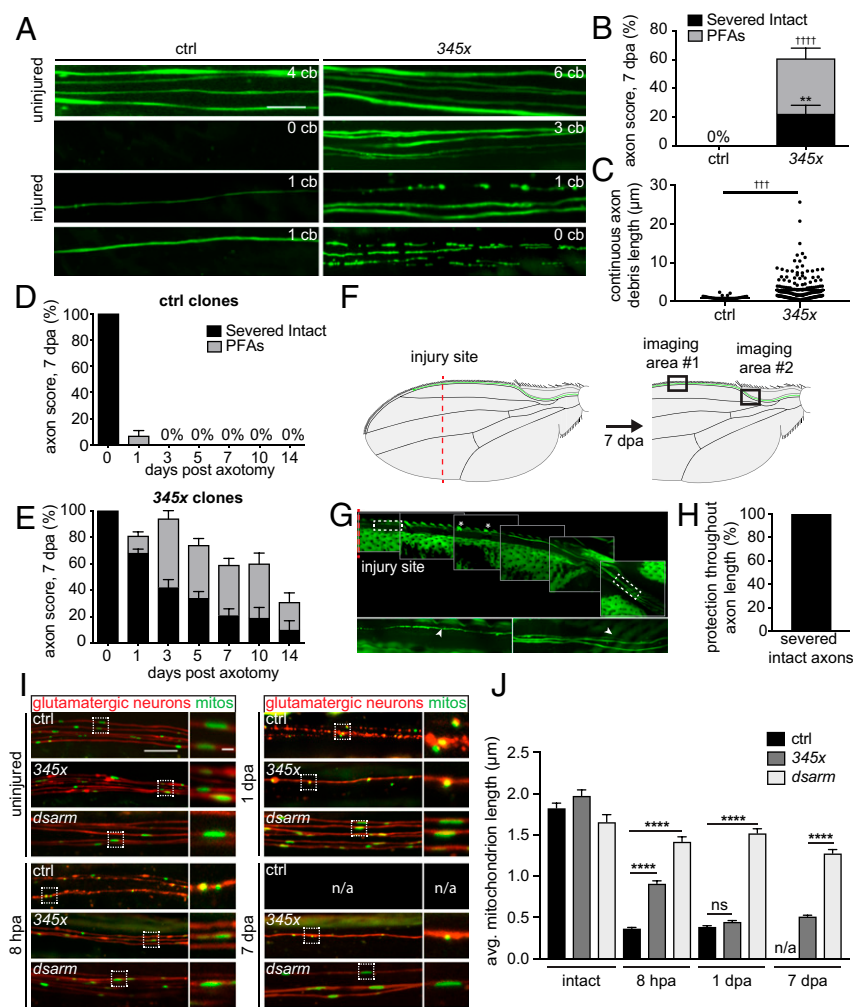 A
ctrl
345x
uninjured
injured
4 cb
6 cb
0 cb
3 cb
1 cb
1 cb
1 cb
0 cb
B
Severed Intact
PFAs
axon score, 7 dpa (%)
80
60
40
20
0
††††
**
0%
ctrl
345x
C
continuous axon
debris length (μm)
30
20
10
0
†††
ctrl
345x
D
ctrl clones
Severed Intact
PFAs
axon score, 7 dpa (%)
100
80
60
40
20
0
0% 0% 0% 0% 0%
0 1 3 5 7 10 14
days post axotomy
E
345x clones
axon score, 7 dpa (%)
100
80
60
40
20
0
0 1 3 5 7 10 14
days post axotomy
F
injury site
7 dpa
imaging
area #1
imaging
area #2
G
injury site
* *
H
protection throughout
axon length (%)
100
80
60
40
20
0
severed
intact axons
I
glutamatergic neurons mitos
glutamatergic neurons mitos
uninjured
ctrl
345x
dsarm
1 dpa
ctrl
345x
dsarm
8 hpa
ctrl
345x
dsarm
7 dpa
ctrl
n/a
n/a
345x
dsarm
J
ctrl
345x
dsarm
avg. mitochondrion length (μm)
2.5
2.0
1.5
1.0
0.5
0.0
****
****
****
ns
****
n/a
intact
8 hpa
1 dpa
7 dpa